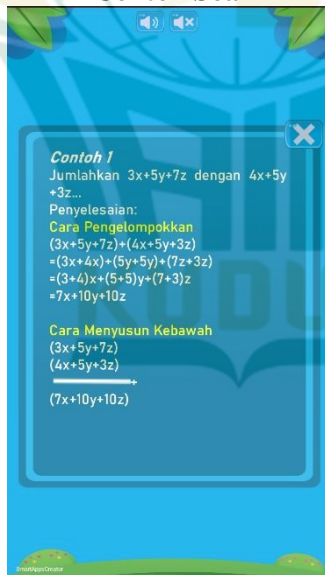 Contoh 1
Jumlahkan 3x+5y+7z dengan 4x+5y
+3z...
Penyelesaian:
Cara Pengelompokkan
(3x+5y+7z)+(4x+5y+3z)
=(3x+4x)+(5y+5y)+(7z+3z)
=(3+4)x+(5+5)y+(7+3)z
=7x+10y+10z
Cara Menyusun Kebawah
(3x+5y+7z)
(4x+5y+3z)
+
(7x+10y+10z)
SmartAppsCreator